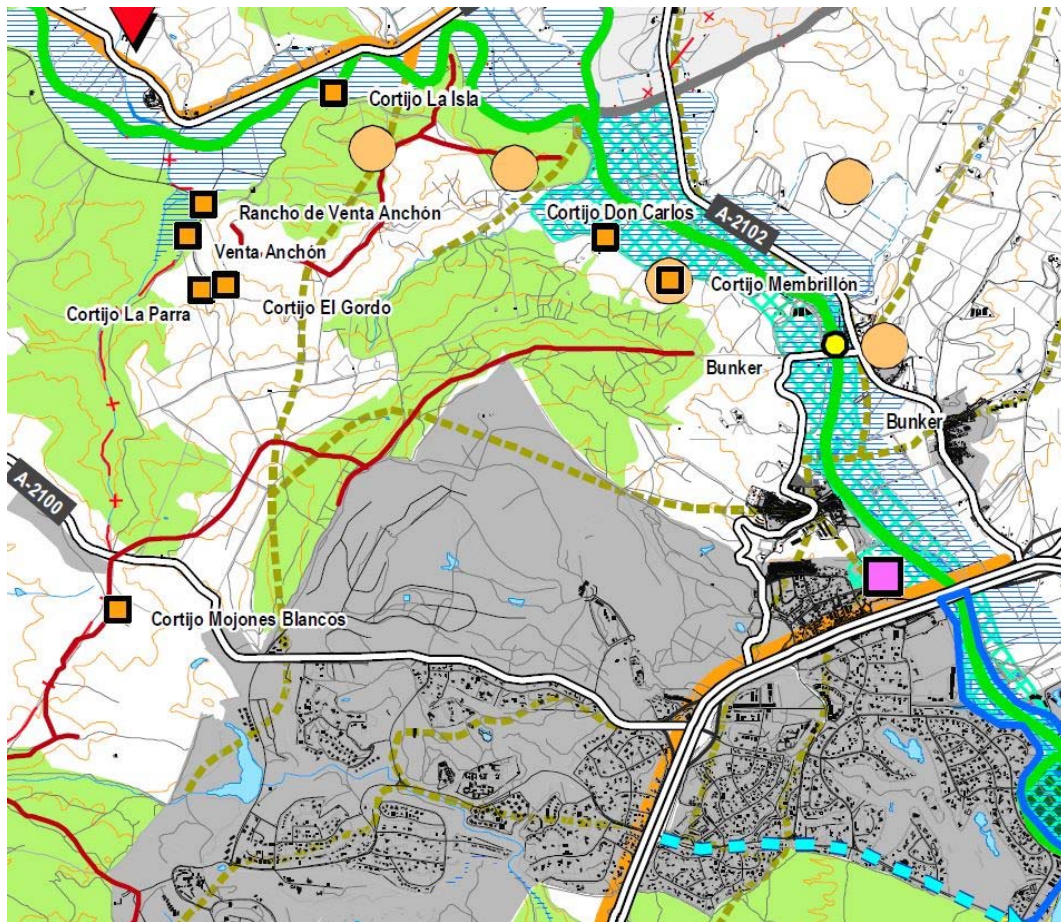 Cortijo La Isla
Rancho de Venta Anchón
Cortijo Don Carlos
A-2102
Venta Anchón
Cortijo Membrillón
Cortijo El Gordo
Cortijo La Parra
Bunker
Bunker
A-2100
Cortijo Mojones Blancos